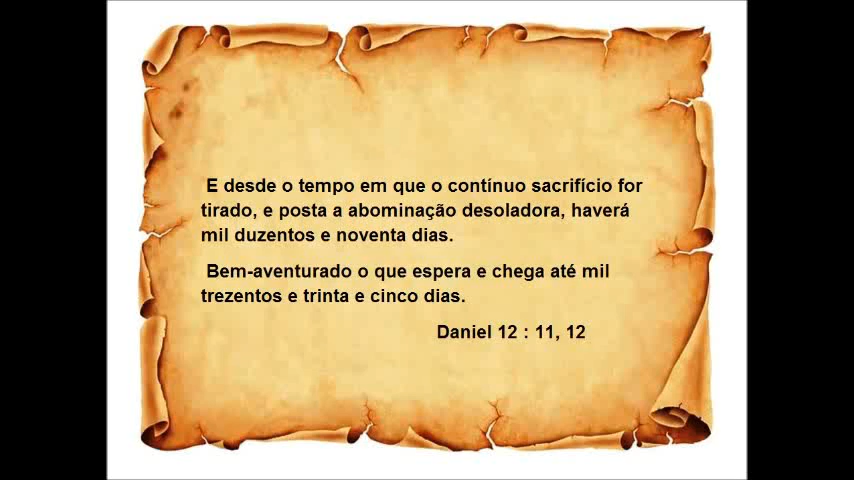 E desde o tempo em que o contínuo sacrifício for
tirado, e posta a abominação desoladora, haverá
mil duzentos e noventa dias.
Bem-aventurado o que espera e chega até mil
trezentos e trinta e cinco dias.
Daniel 12 : 11, 12